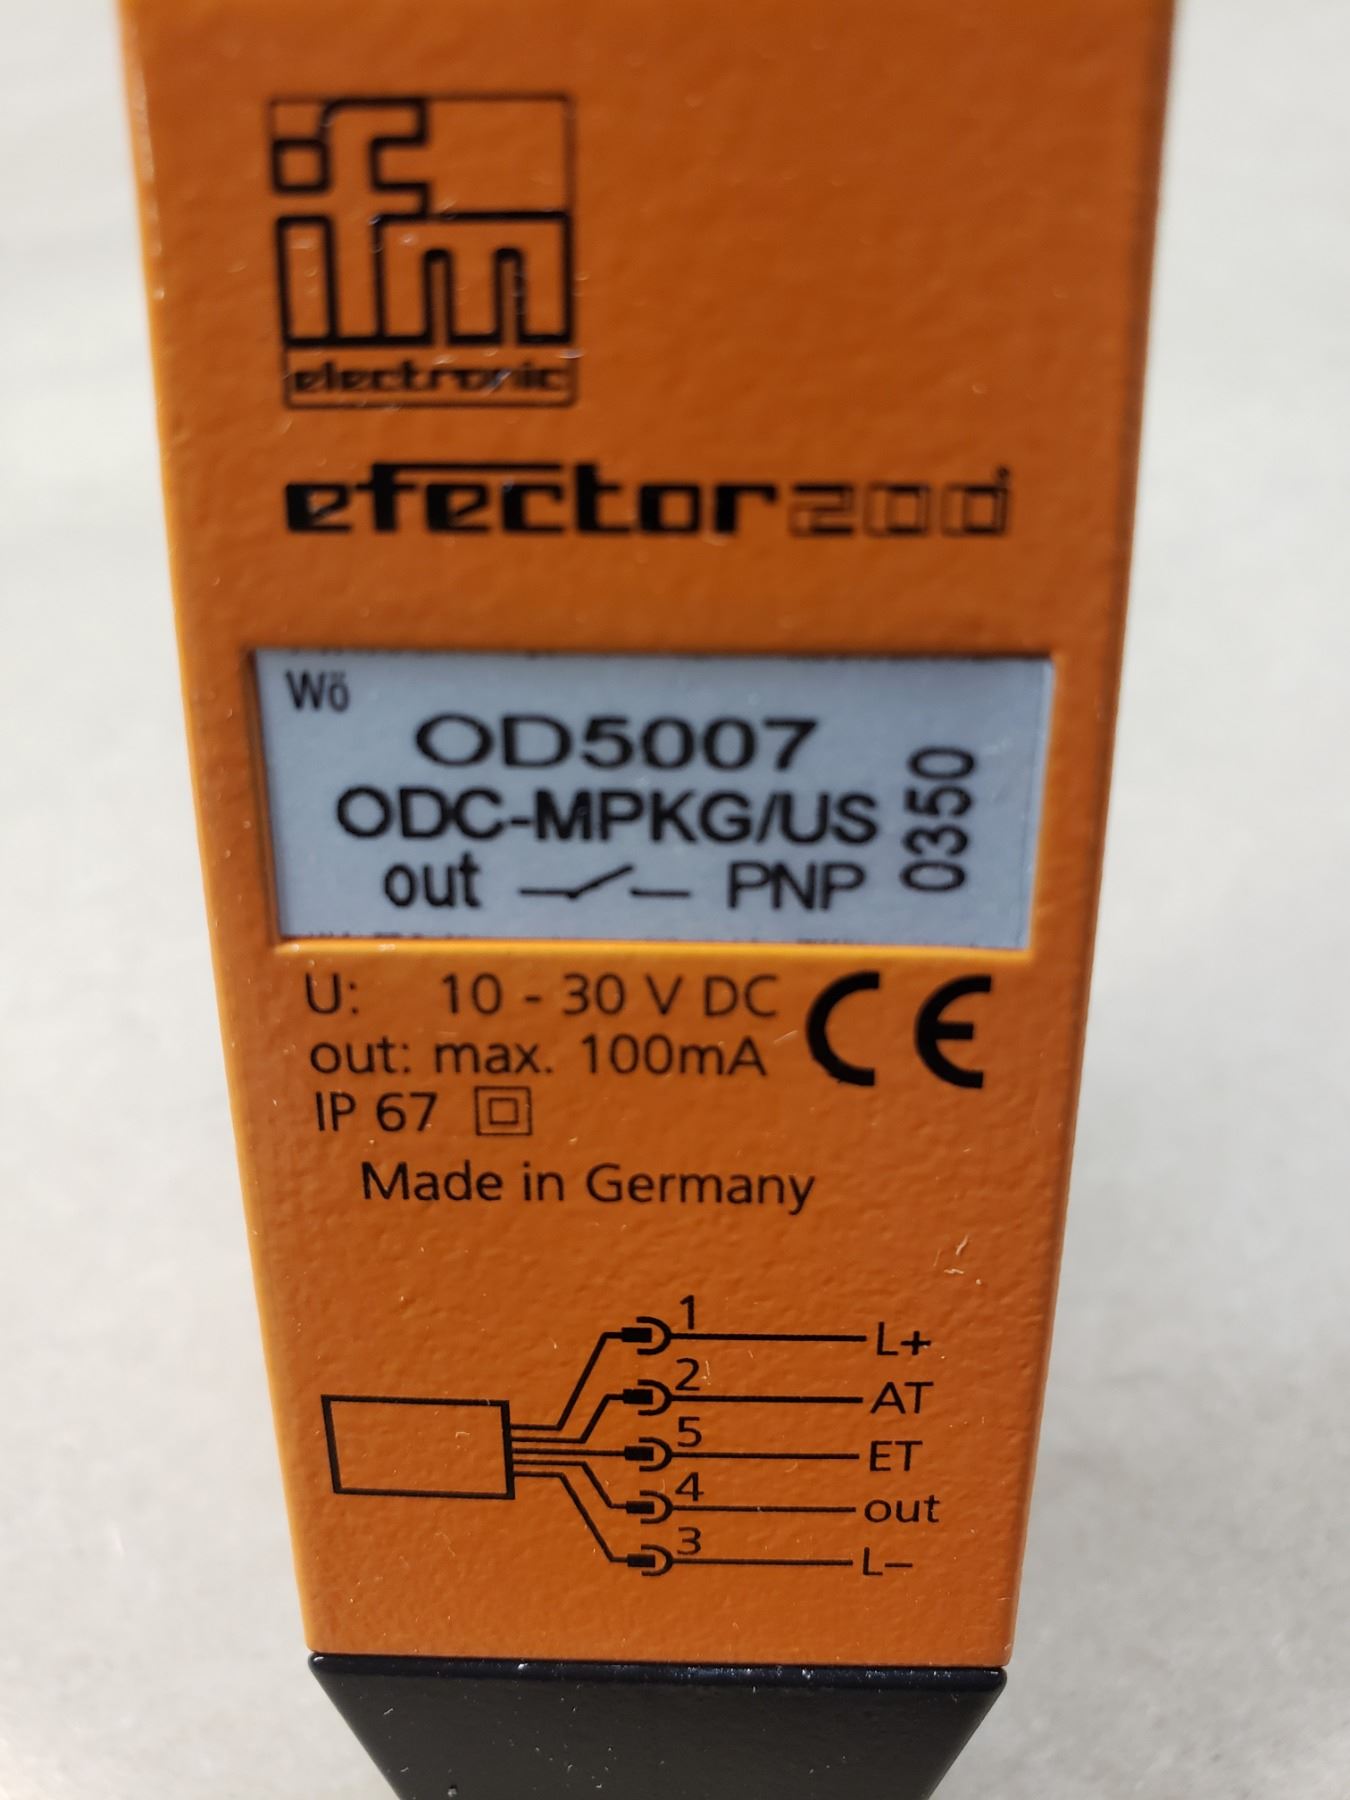 ifm
electronic
efector200
Wö
OD5007
ODC-MPKG/US
out PNP
0350
U: 10 - 30 V DC
out: max. 100mA
CE
IP 67
Made in Germany
1 L+
2 AT
5 ET
4 out
3 L−